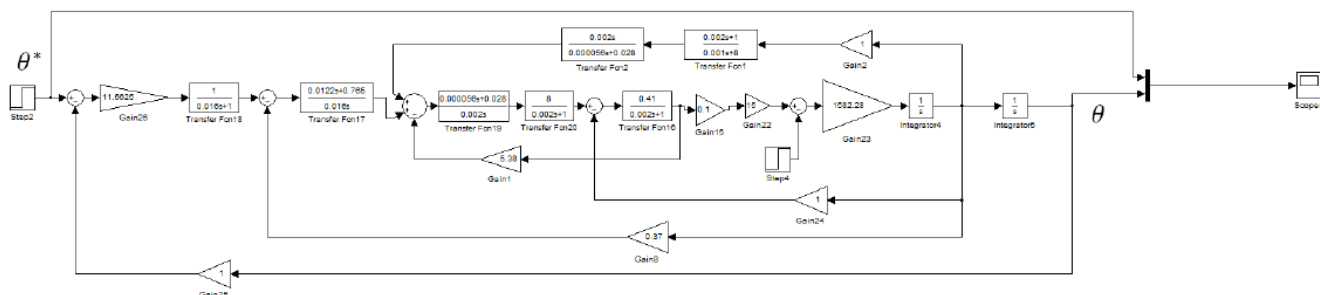 0.002s
0.000056s+0.028
Transfer Fcn2
0.002s+1
0.001s+8
Transfer Fcn1
1
Gain2
θ*
Step2
11.5625
Gain26
1
0.016s+1
Transfer Fcn18
0.0122s+0.765
0.016s
Transfer Fcn17
0.000056s+0.028
0.002s
Transfer Fcn19
8
0.002s+1
Transfer Fcn20
0.41
0.002s+1
Transfer Fcn16
0.1
Gain15
15
Gain22
1582.28
Gain23
1
s
Integrator4
1
s
Integrator5
θ
Scope
5.38
Gain1
Step4
1
Gain24
0.37
Gain8
1